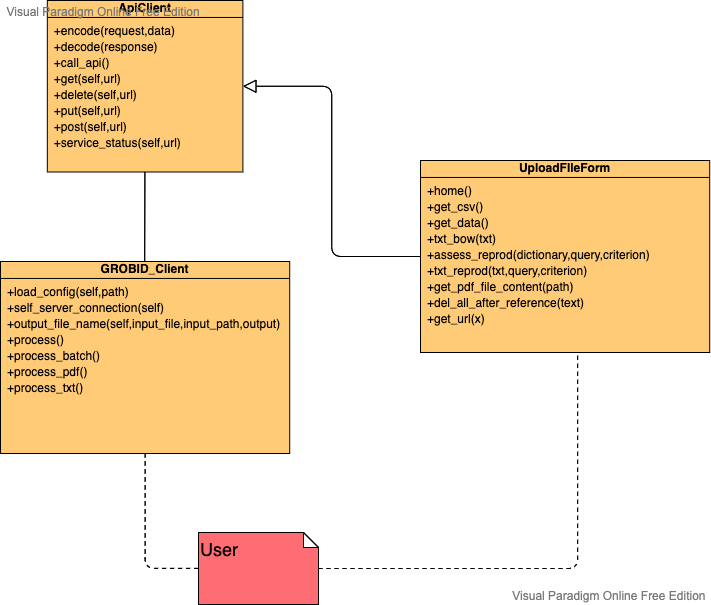 Visual Paradigm Online Free Edition
ApiClient
+encode(request,data)
+decode(response)
+call_api()
+get(self,url)
+delete(self,url)
+put(self,url)
+post(self,url)
+service_status(self,url)
UploadFIleForm
+home()
+get_csv()
+get_data()
+txt_bow(txt)
+assess_reprod(dictionary,query,criterion)
+txt_reprod(txt,query,criterion)
+get_pdf_file_content(path)
+del_all_after_reference(text)
+get_url(x)
GROBID_Client
+load_config(self,path)
+self_server_connection(self)
+output_file_name(self,input_file,input_path,output)
+process()
+process_batch()
+process_pdf()
+process_txt()
User
Visual Paradigm Online Free Edition